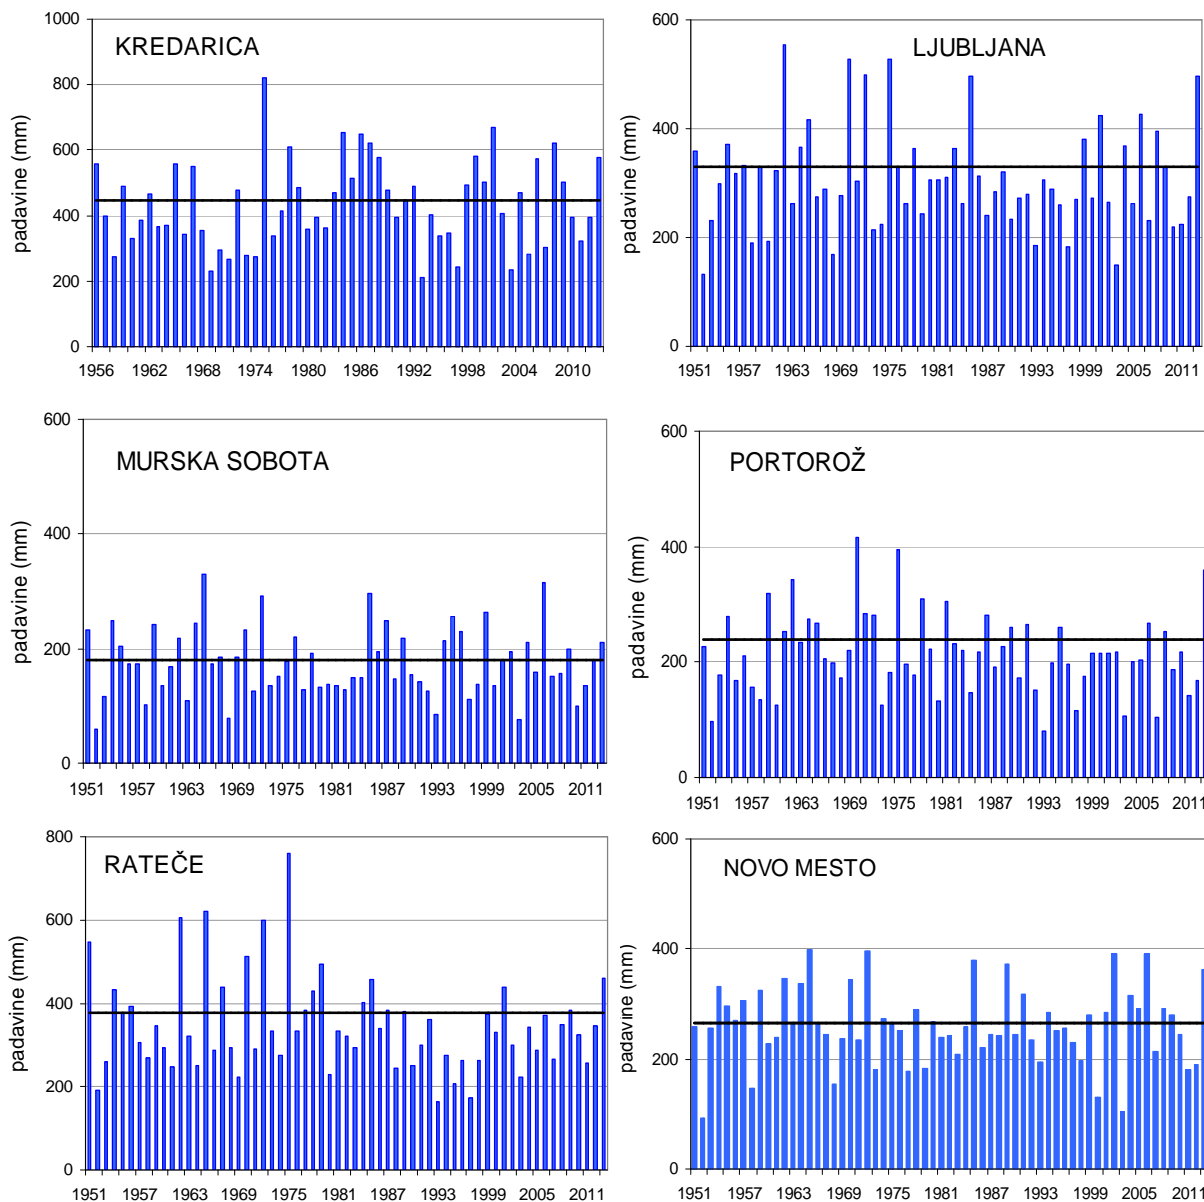 KREDARICA
padavine (mm)
1000
800
600
400
200
0
1956 1962 1968 1974 1980 1986 1992 1998 2004 2010
LJUBLJANA
padavine (mm)
600
400
200
0
1951 1957 1963 1969 1975 1981 1987 1993 1999 2005 2011
MURSKA SOBOTA
padavine (mm)
600
400
200
0
1951 1957 1963 1969 1975 1981 1987 1993 1999 2005 2011
PORTOROŽ
padavine (mm)
600
400
200
0
1951 1957 1963 1969 1975 1981 1987 1993 1999 2005 2011
RATEČE
padavine (mm)
800
600
400
200
0
1951 1957 1963 1969 1975 1981 1987 1993 1999 2005 2011
NOVO MESTO
padavine (mm)
600
400
200
0
1951 1957 1963 1969 1975 1981 1987 1993 1999 2005 2011